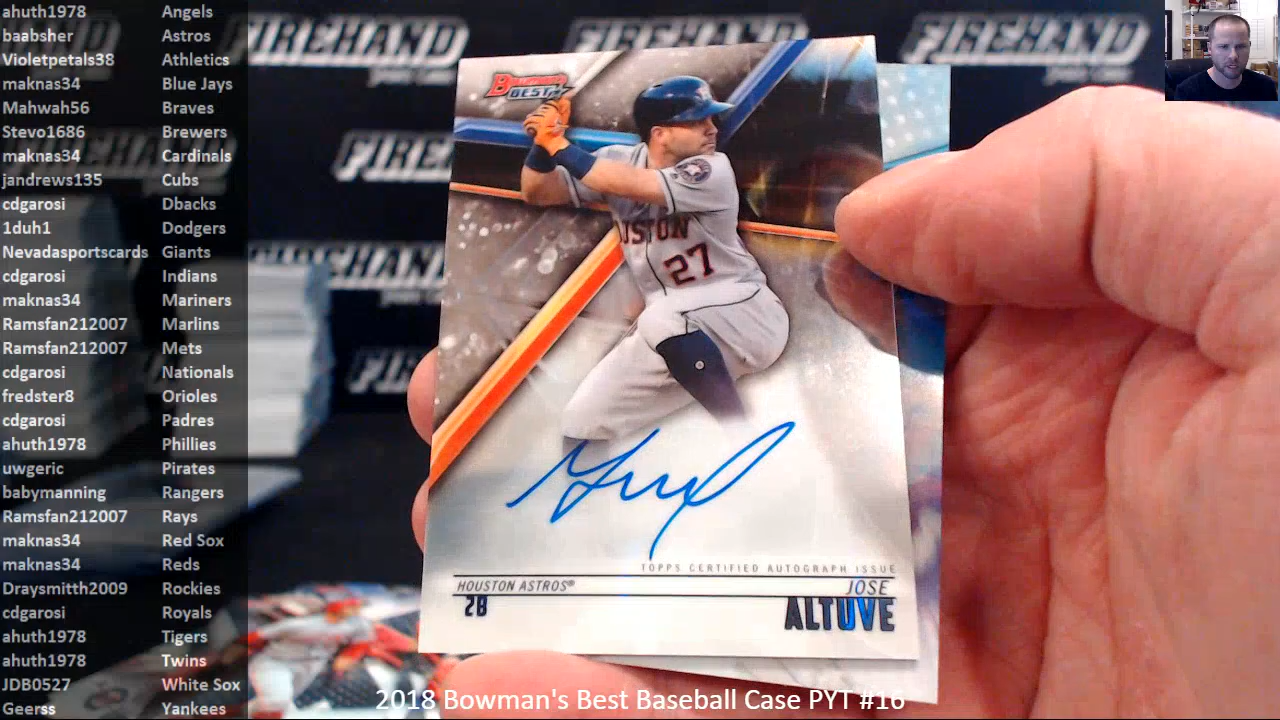 ahuth1978 Angels
baabsher Astros
Violetpetals38 Athletics
maknas34 Blue Jays
Mahwah56 Braves
Stevo1686 Brewers
maknas34 Cardinals
jandrews135 Cubs
cdgarosi Dbacks
1duh1 Dodgers
Nevadasportscards Giants
cdgarosi Indians
maknas34 Mariners
Ramsfan212007 Marlins
Ramsfan212007 Mets
cdgarosi Nationals
fredster8 Orioles
cdgarosi Padres
ahuth1978 Phillies
uwgeric Pirates
babymanning Rangers
Ramsfan212007 Rays
maknas34 Red Sox
maknas34 Reds
Draysmitth2009 Rockies
cdgarosi Royals
ahuth1978 Tigers
ahuth1978 Twins
JDB0527 White Sox
Geerss Yankees
FIREHAND FIREHAND FIREHAND
FIREHAND
FIREHAND
BOWMAN'S
BEST
27
TOPPS CERTIFIED AUTOGRAPH ISSUE
HOUSTON ASTROS® JOSE
2B ALTUVE
2018 Bowman's Best Baseball Case PYT #16